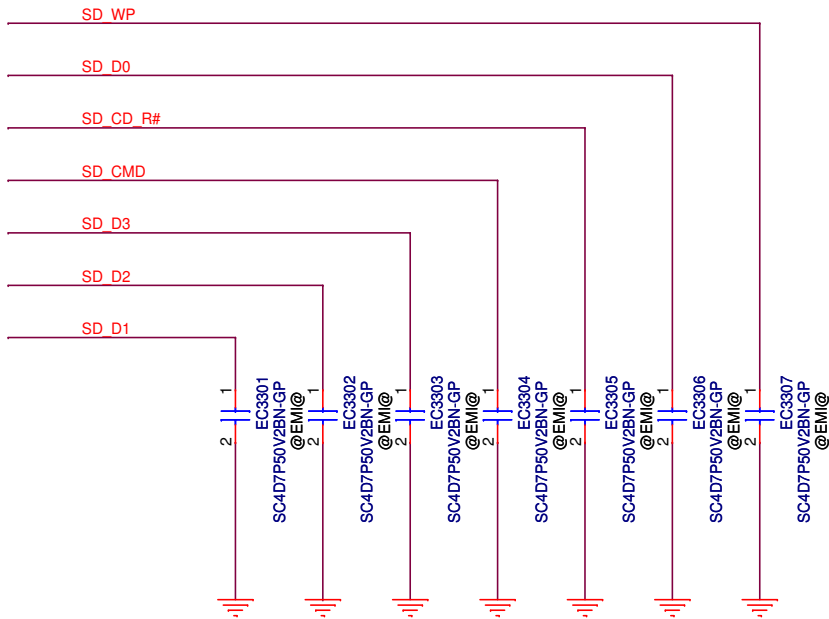 SD_WP
SD_D0
SD_CD_R#
SD_CMD
SD_D3
SD_D2
SD_D1
1
2
EC3301
SC4D7P50V2BN-GP
@EMI@
1
2
EC3302
SC4D7P50V2BN-GP
@EMI@
1
2
EC3303
SC4D7P50V2BN-GP
@EMI@
1
2
EC3304
SC4D7P50V2BN-GP
@EMI@
1
2
EC3305
SC4D7P50V2BN-GP
@EMI@
1
2
EC3306
SC4D7P50V2BN-GP
@EMI@
1
2
EC3307
SC4D7P50V2BN-GP
@EMI@